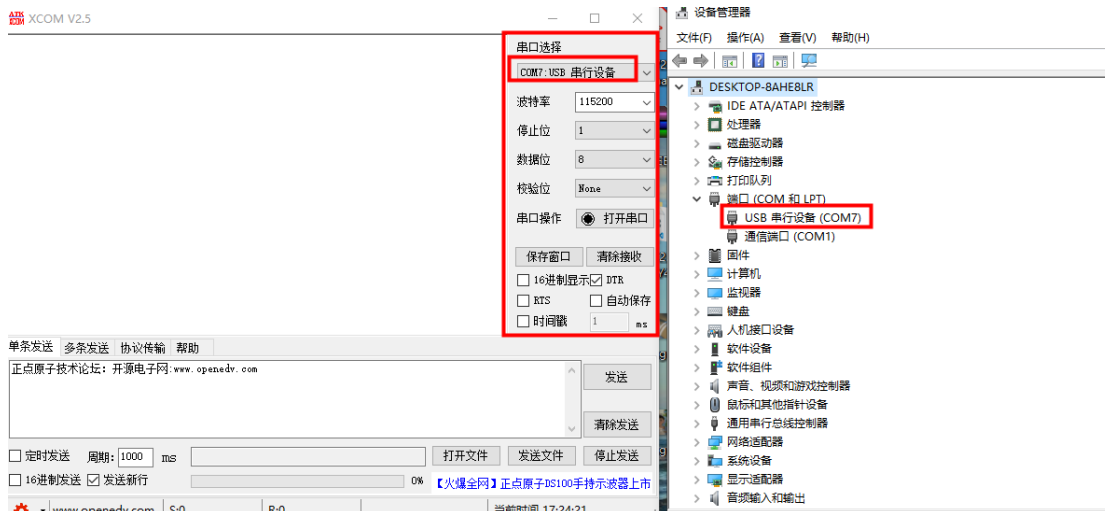 ATK XCOM XCOM V2.5
串口选择
COM7:USB 串行设备
波特率 115200
停止位 1
数据位 8
校验位 None
串口操作 打开串口
保存窗口 清除接收
16进制显示 DTR
RTS 自动保存
时间戳 1 ms
单条发送 多条发送 协议传输 帮助
正点原子技术论坛：开源电子网:www.openedv.com
发送
清除发送
定时发送 周期: 1000 ms 打开文件 发送文件 停止发送
16进制发送 发送新行 0% 【火爆全网】正点原子DS100手持示波器上市
www.openedv.com S:0 R:0 当前时间 17:24:21
设备管理器
文件(F) 操作(A) 查看(V) 帮助(H)
DESKTOP-8AHE8LR
IDE ATA/ATAPI 控制器
处理器
磁盘驱动器
存储控制器
打印队列
端口 (COM 和 LPT)
USB 串行设备 (COM7)
通信端口 (COM1)
固件
计算机
监视器
键盘
人机接口设备
软件设备
软件组件
声音、视频和游戏控制器
鼠标和其他指针设备
通用串行总线控制器
网络适配器
系统设备
显示适配器
音频输入和输出